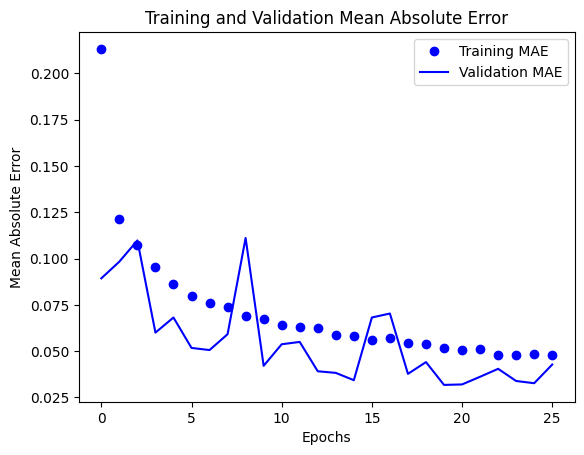 Training and Validation Mean Absolute Error
Training MAE
Validation MAE
Mean Absolute Error
0.200
0.175
0.150
0.125
0.100
0.075
0.050
0.025
0
5
10
15
20
25
Epochs